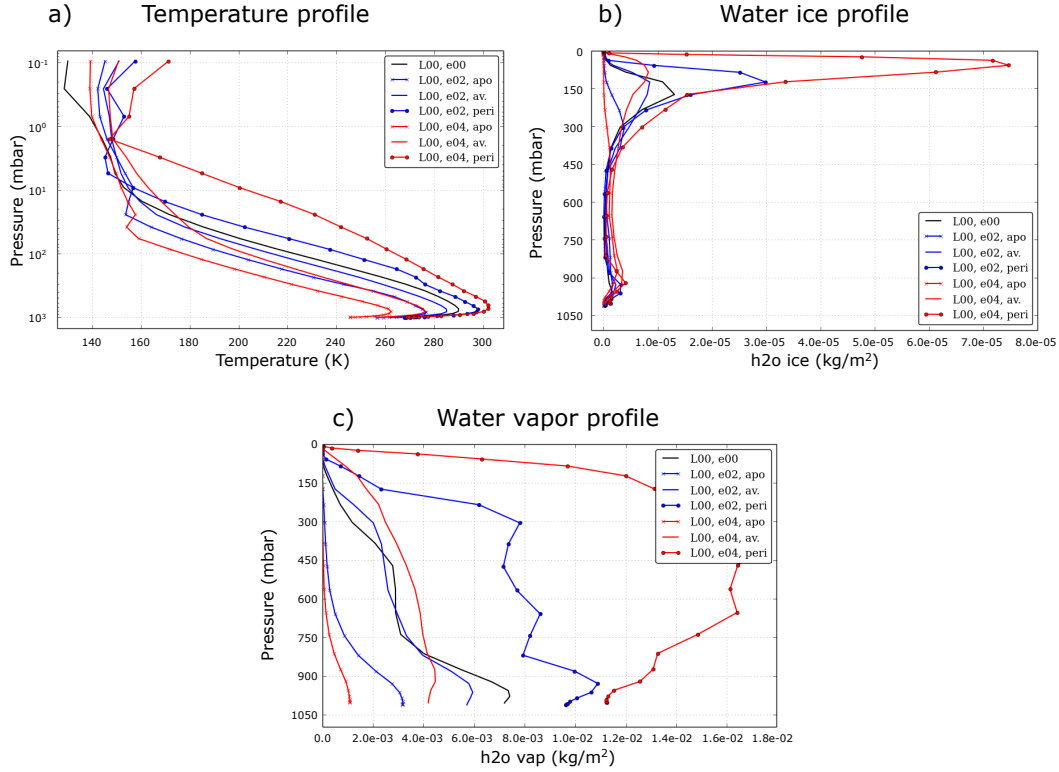 a) Temperature profile
10⁻¹
10⁰
10¹
10²
10³
Pressure (mbar)
140 160 180 200 220 240 260 280 300
Temperature (K)
L00, e00
L00, e02, apo
L00, e02, av.
L00, e02, peri
L00, e04, apo
L00, e04, av.
L00, e04, peri
b) Water ice profile
0
150
300
450
600
750
900
1050
Pressure (mbar)
0.0 1.0e-05 2.0e-05 3.0e-05 4.0e-05 5.0e-05 6.0e-05 7.0e-05 8.0e-05
h2o ice (kg/m²)
L00, e00
L00, e02, apo
L00, e02, av.
L00, e02, peri
L00, e04, apo
L00, e04, av.
L00, e04, peri
c) Water vapor profile
0
150
300
450
600
750
900
1050
Pressure (mbar)
0.0 2.0e-03 4.0e-03 6.0e-03 8.0e-03 1.0e-02 1.2e-02 1.4e-02 1.6e-02 1.8e-02
h2o vap (kg/m²)
L00, e00
L00, e02, apo
L00, e02, av.
L00, e02, peri
L00, e04, apo
L00, e04, av.
L00, e04, peri